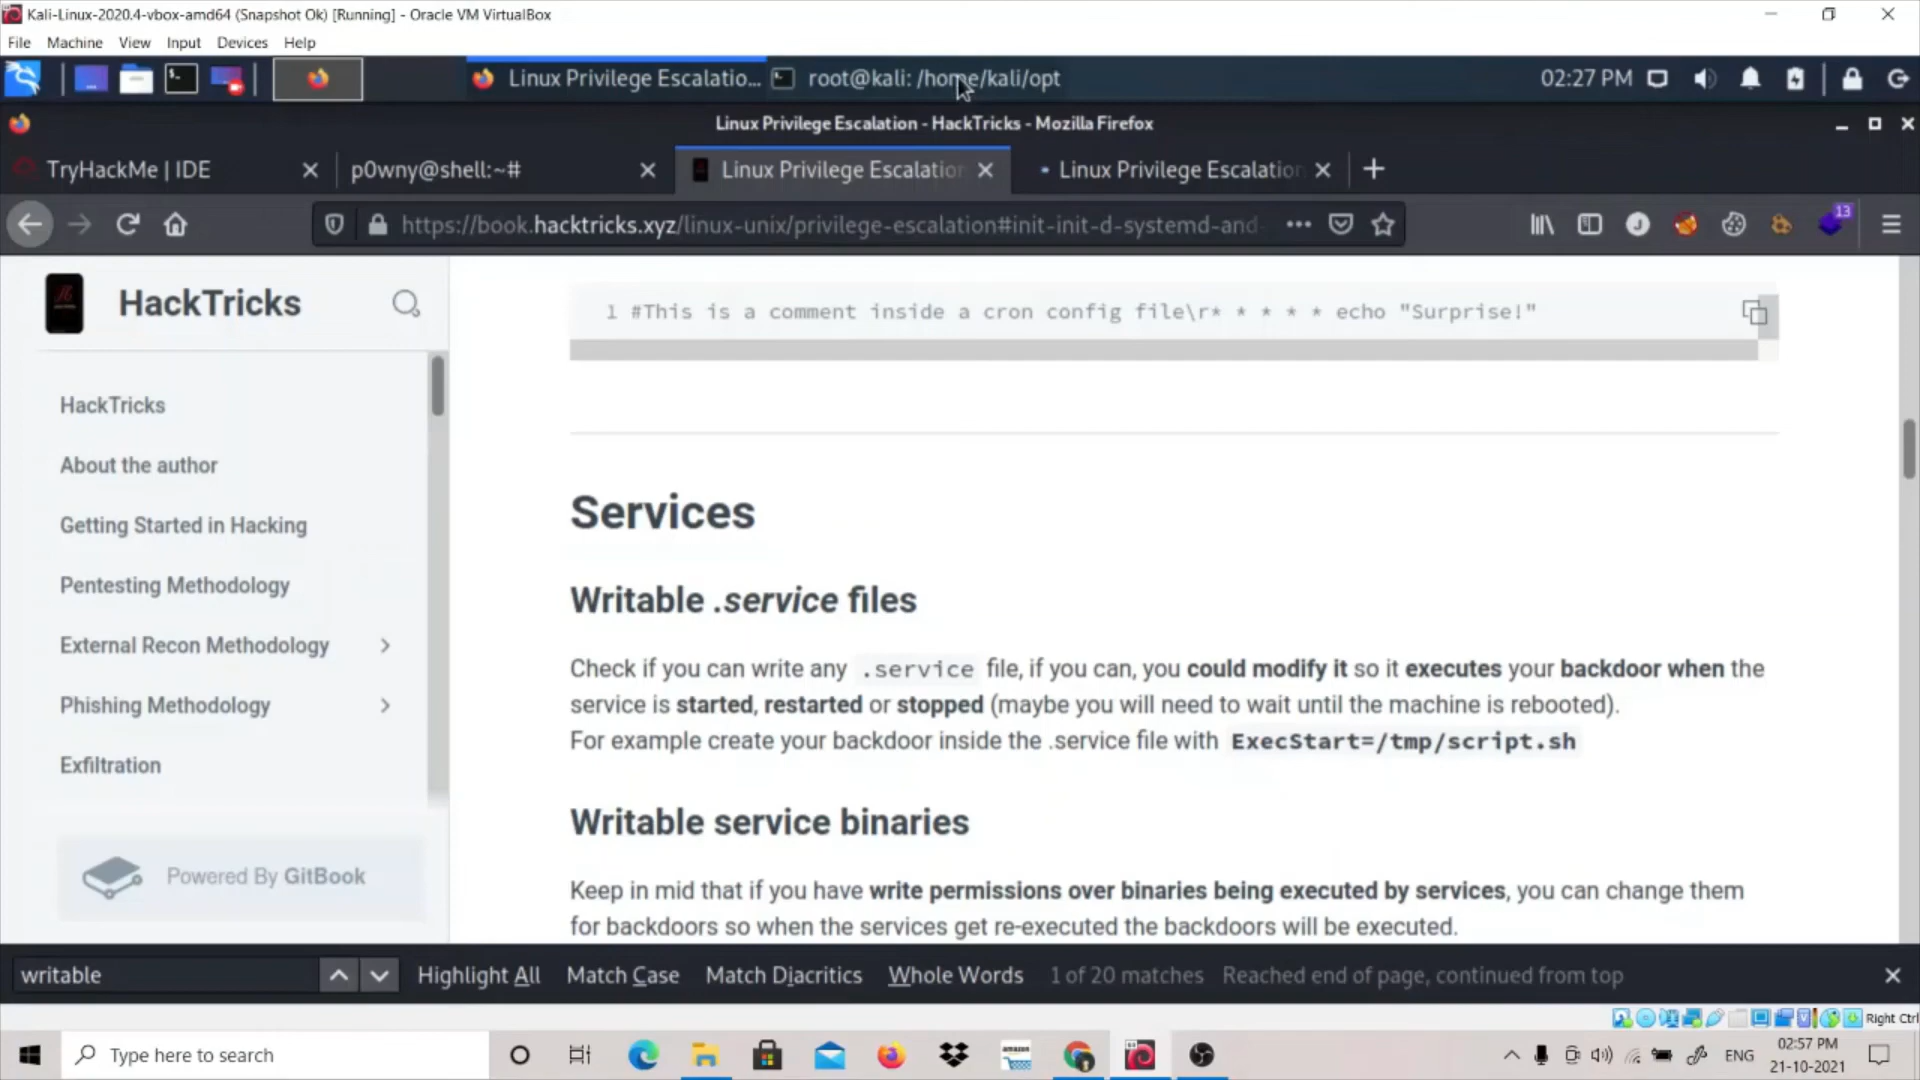 Kali-Linux-2020.4-vbox-amd64 (Snapshot Ok) [Running] - Oracle VM VirtualBox
File Machine View Input Devices Help
Linux Privilege Escalatio... root@kali: /home/kali/opt 02:27 PM
Linux Privilege Escalation - HackTricks - Mozilla Firefox
TryHackMe | IDE p0wny@shell:~# Linux Privilege Escalation Linux Privilege Escalation
https://book.hacktricks.xyz/linux-unix/privilege-escalation#init-init-d-systemd-and- 13
HackTricks
1 #This is a comment inside a cron config file\r* * * * * echo "Surprise!"
HackTricks
About the author
Getting Started in Hacking
Pentesting Methodology
External Recon Methodology
Phishing Methodology
Exfiltration
Powered By GitBook
Services
Writable .service files
Check if you can write any .service file, if you can, you could modify it so it executes your backdoor when the
service is started, restarted or stopped (maybe you will need to wait until the machine is rebooted).
For example create your backdoor inside the .service file with ExecStart=/tmp/script.sh
Writable service binaries
Keep in mid that if you have write permissions over binaries being executed by services, you can change them
for backdoors so when the services get re-executed the backdoors will be executed.
writable Highlight All Match Case Match Diacritics Whole Words 1 of 20 matches Reached end of page, continued from top
Right Ctrl
Type here to search amazon ENG 02:57 PM
21-10-2021